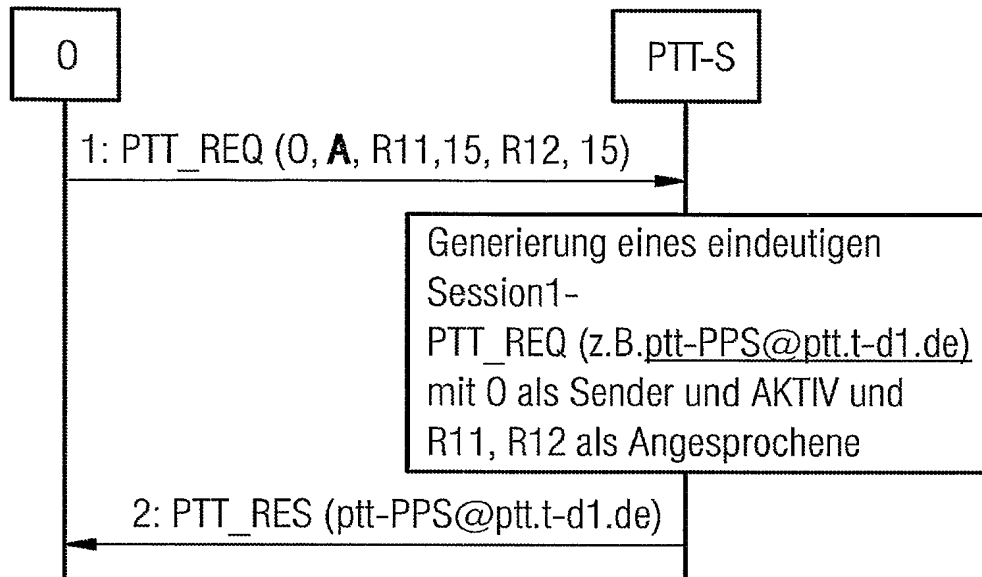 O
PTT-S
1: PTT_REQ (O, A, R11,15, R12, 15)
Generierung eines eindeutigen
Session1-
PTT_REQ (z.B.ptt-PPS@ptt.t-d1.de)
mit O als Sender und AKTIV und
R11, R12 als Angesprochene
2: PTT_RES (ptt-PPS@ptt.t-d1.de)